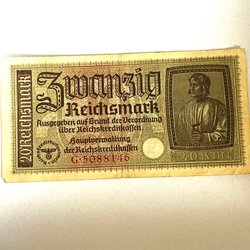 Zwanzig
Reichsmark
Ausgegeben auf Grund der Verordnung
über Reichskreditkassen
Hauptverwaltung
der Reichskreditkassen
G·5088146
20 Reichsmark